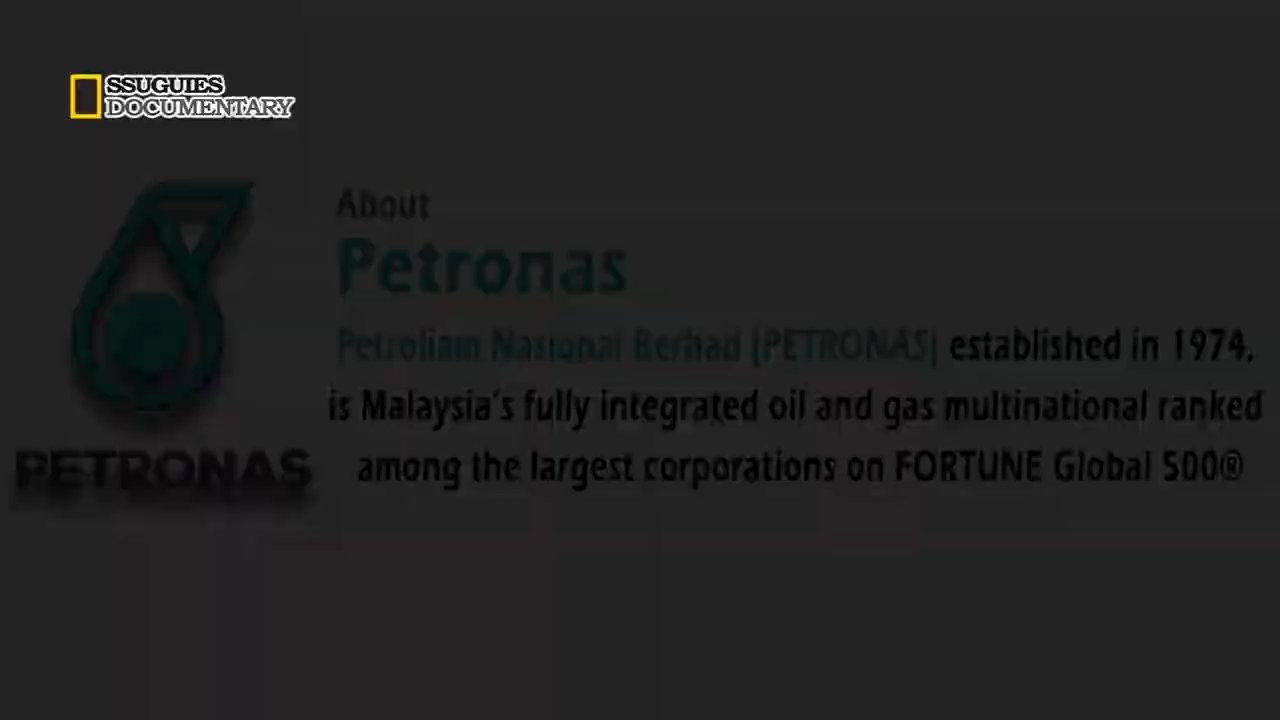 SSUGUIES
DOCUMENTARY
About
Petronas
Petroliam Nasional Berhad (PETRONAS) established in 1974,
is Malaysia's fully integrated oil and gas multinational ranked
among the largest corporations on FORTUNE Global 500®
PETRONAS